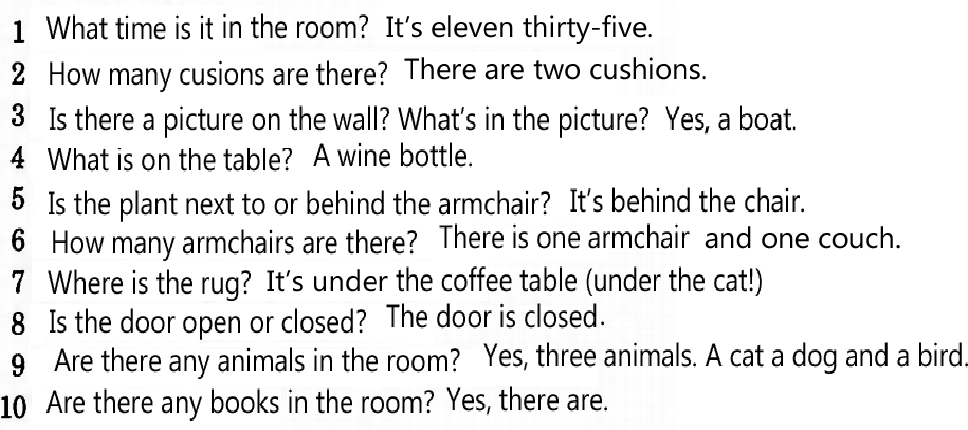 1 What time is it in the room? It's eleven thirty-five.
2 How many cusions are there? There are two cushions.
3 Is there a picture on the wall? What's in the picture? Yes, a boat.
4 What is on the table? A wine bottle.
5 Is the plant next to or behind the armchair? It's behind the chair.
6 How many armchairs are there? There is one armchair and one couch.
7 Where is the rug? It's under the coffee table (under the cat!)
8 Is the door open or closed? The door is closed.
9 Are there any animals in the room? Yes, three animals. A cat a dog and a bird.
10 Are there any books in the room? Yes, there are.